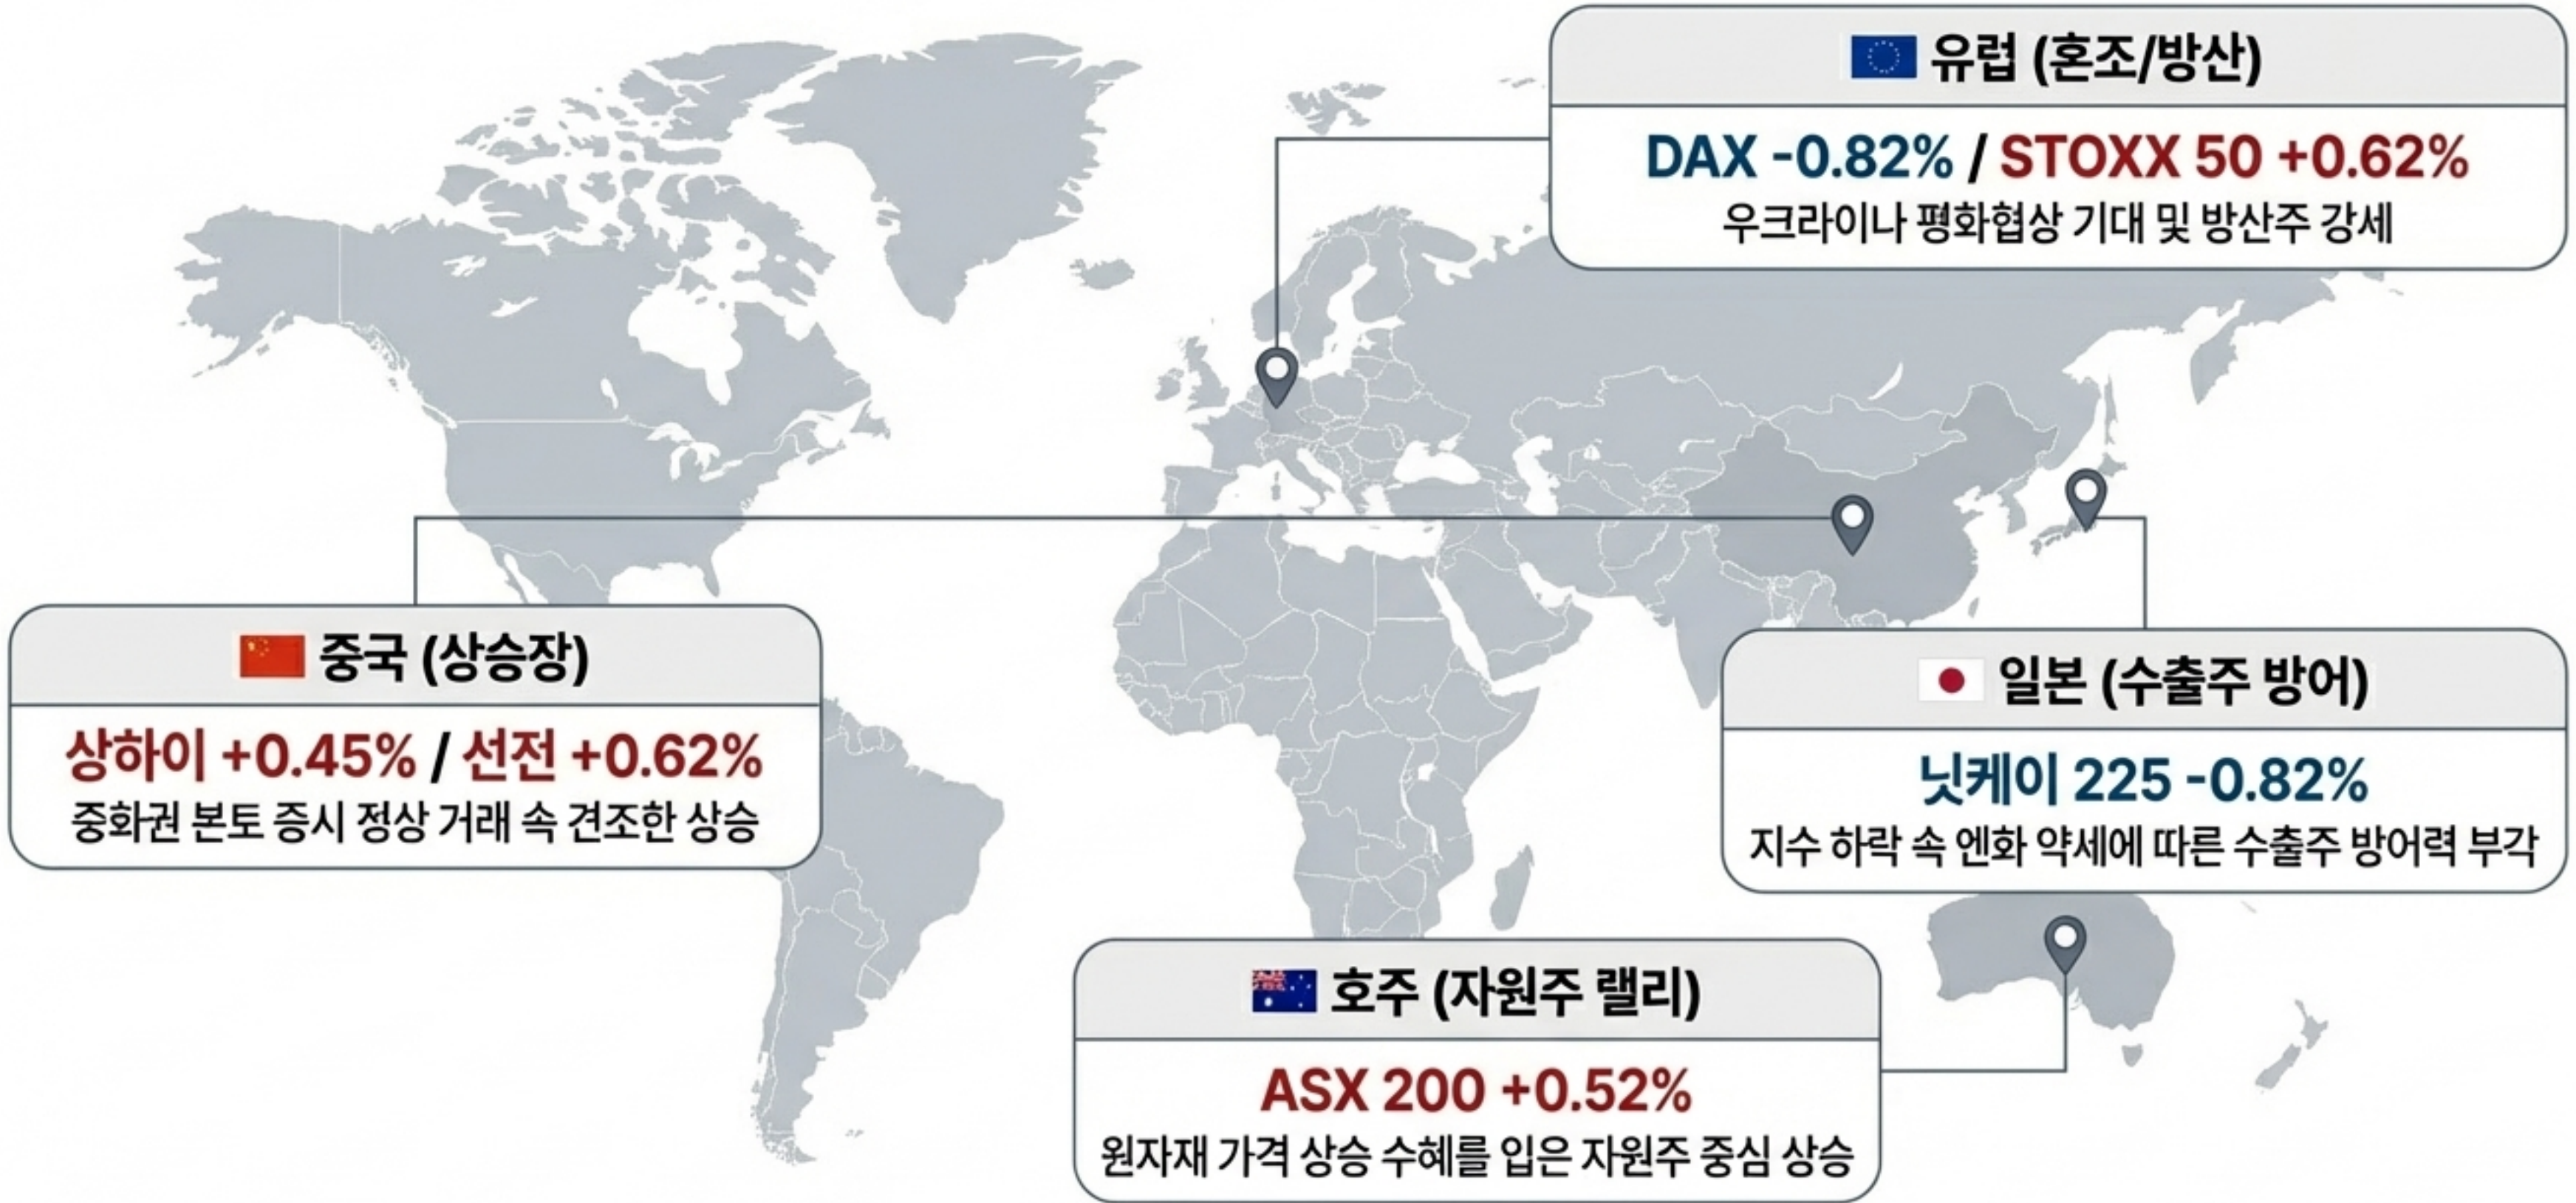 유럽 (혼조/방산)
DAX -0.82% / STOXX 50 +0.62%
우크라이나 평화협상 기대 및 방산주 강세
중국 (상승장)
상하이 +0.45% / 선전 +0.62%
중화권 본토 증시 정상 거래 속 견조한 상승
일본 (수출주 방어)
닛케이 225 -0.82%
지수 하락 속 엔화 약세에 따른 수출주 방어력 부각
호주 (자원주 랠리)
ASX 200 +0.52%
원자재 가격 상승 수혜를 입은 자원주 중심 상승